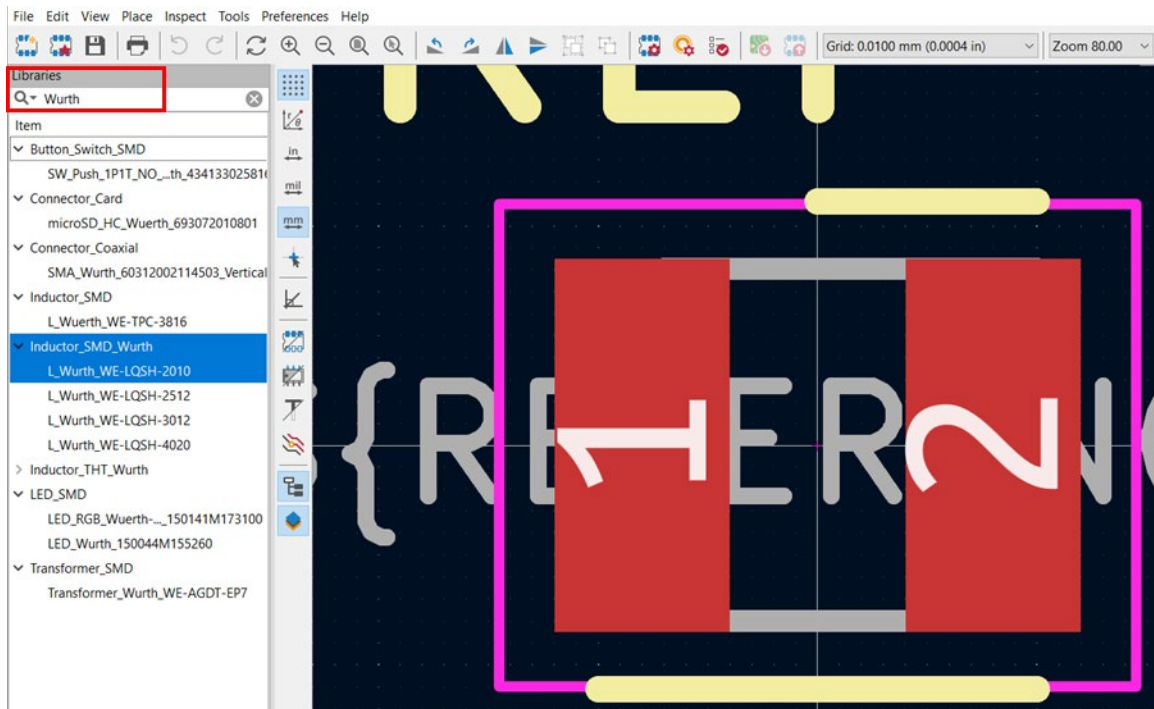 File Edit View Place Inspect Tools Preferences Help
Grid: 0.0100 mm (0.0004 in)
Zoom 80.00
Libraries
Wurth
Item
Button_Switch_SMD
SW_Push_1P1T_NO_...th_434133025816
Connector_Card
microSD_HC_Wuerth_693072010801
Connector_Coaxial
SMA_Wurth_60312002114503_Vertical
Inductor_SMD
L_Wuerth_WE-TPC-3816
Inductor_SMD_Wurth
L_Wurth_WE-LQSH-2010
L_Wurth_WE-LQSH-2512
L_Wurth_WE-LQSH-3012
L_Wurth_WE-LQSH-4020
Inductor_THT_Wurth
LED_SMD
LED_RGB_Wuerth-..._150141M173100
LED_Wurth_150044M155260
Transformer_SMD
Transformer_Wurth_WE-AGDT-EP7
in
mil
mm
1
2